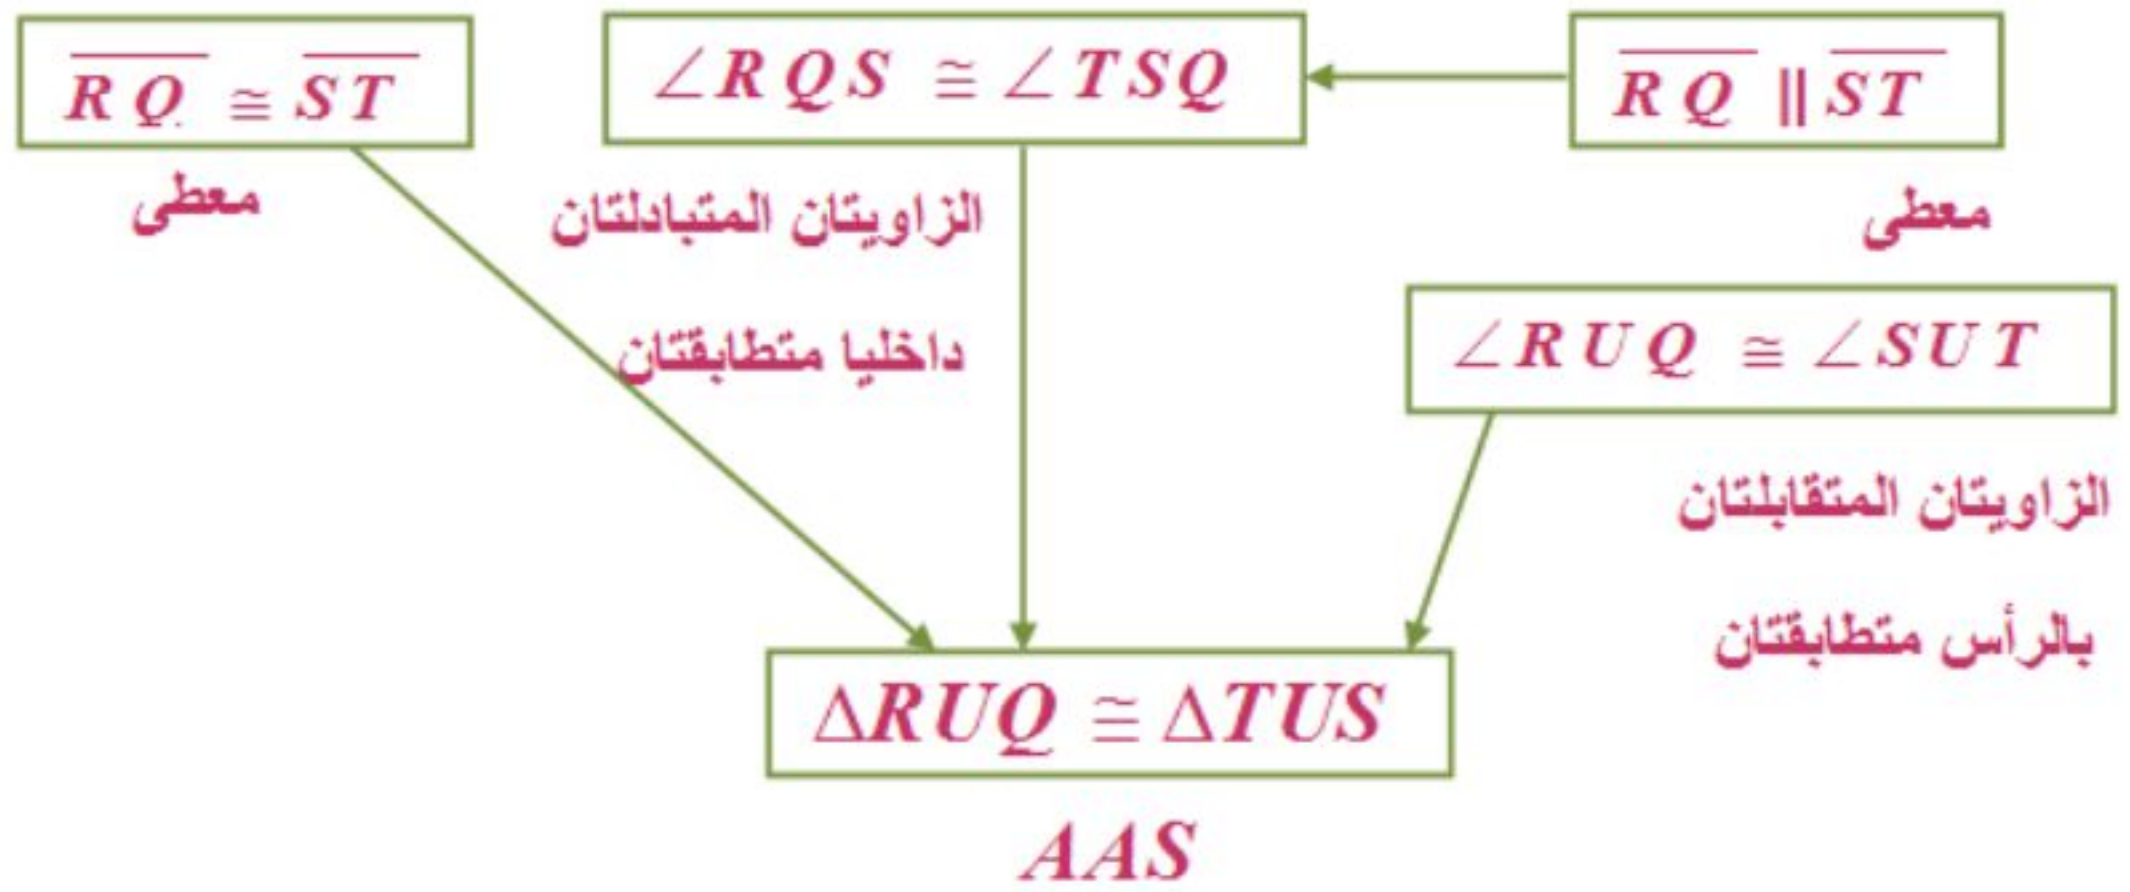 RQ ≅ ST
∠RQS ≅ ∠TSQ
RQ || ST
معطى
الزاويتان المتبادلتان
داخليا متطابقتان
معطى
∠RUQ ≅ ∠SUT
الزاويتان المتقابلتان
بالرأس متطابقتان
ΔRUQ ≅ ΔTUS
AAS